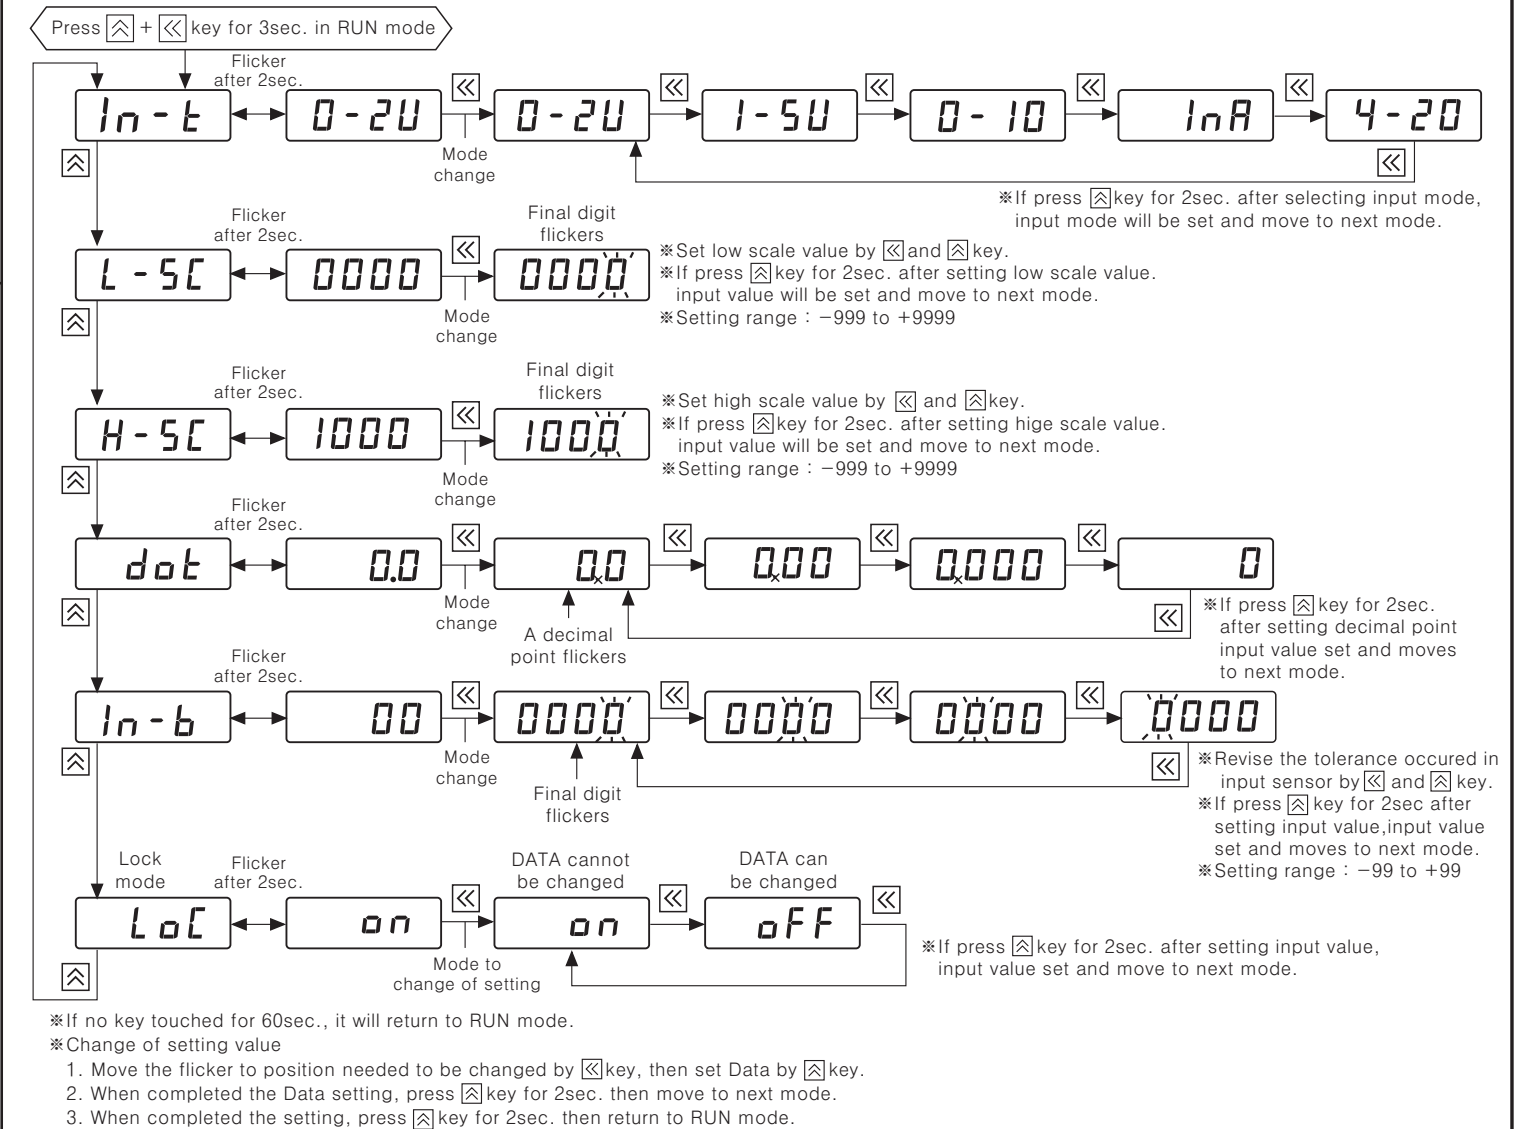 Press ︽ + ≪ key for 3sec. in RUN mode
Flicker
after 2sec.
In-t
0-2V
≪
Mode
change
0-2V
≪
1-5V
≪
0-10
≪
InA
≪
4-20
≪
※If press ︽ key for 2sec. after selecting input mode,
input mode will be set and move to next mode.
︽
Flicker
after 2sec.
L-SC
0000
≪
Mode
change
Final digit
flickers
0000
※Set low scale value by ≪ and ︽ key.
※If press ︽ key for 2sec. after setting low scale value.
input value will be set and move to next mode.
※Setting range : −999 to +9999
︽
Flicker
after 2sec.
H-SC
1000
≪
Mode
change
Final digit
flickers
1000
※Set high scale value by ≪ and ︽ key.
※If press ︽ key for 2sec. after setting hige scale value.
input value will be set and move to next mode.
※Setting range : −999 to +9999
︽
Flicker
after 2sec.
dot
0.0
≪
Mode
change
0.0
A decimal
point flickers
≪
0.00
≪
0.000
≪
0
≪
※If press ︽ key for 2sec.
after setting decimal point
input value set and moves
to next mode.
︽
Flicker
after 2sec.
In-b
00
≪
Mode
change
0000
Final digit
flickers
≪
0000
≪
0000
≪
0000
≪
※Revise the tolerance occured in
input sensor by ≪ and ︽ key.
※If press ︽ key for 2sec after
setting input value,input value
set and moves to next mode.
※Setting range : −99 to +99
︽
Lock
mode
Flicker
after 2sec.
LoC
on
≪
Mode to
change of setting
DATA cannot
be changed
on
≪
DATA can
be changed
oFF
≪
※If press ︽ key for 2sec. after setting input value,
input value set and move to next mode.
︽
※If no key touched for 60sec., it will return to RUN mode.
※Change of setting value
1. Move the flicker to position needed to be changed by ≪ key, then set Data by ︽ key.
2. When completed the Data setting, press ︽ key for 2sec. then move to next mode.
3. When completed the setting, press ︽ key for 2sec. then return to RUN mode.